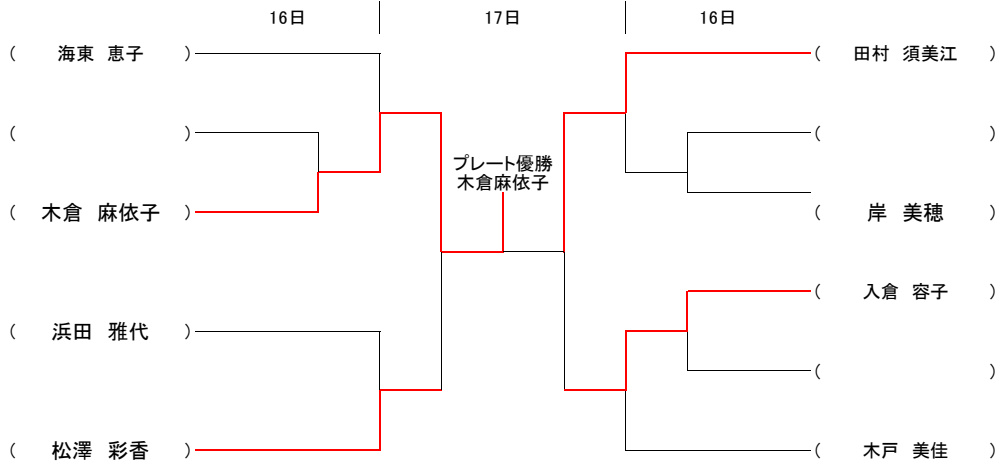 16日 17日 16日
( 海東 恵子 ) ( 田村 須美江 )
( ) ( )
プレート優勝
木倉麻依子
( 木倉 麻依子 ) ( 岸 美穂 )
( 入倉 容子 )
( 浜田 雅代 )
( )
( 松澤 彩香 ) ( 木戸 美佳 )